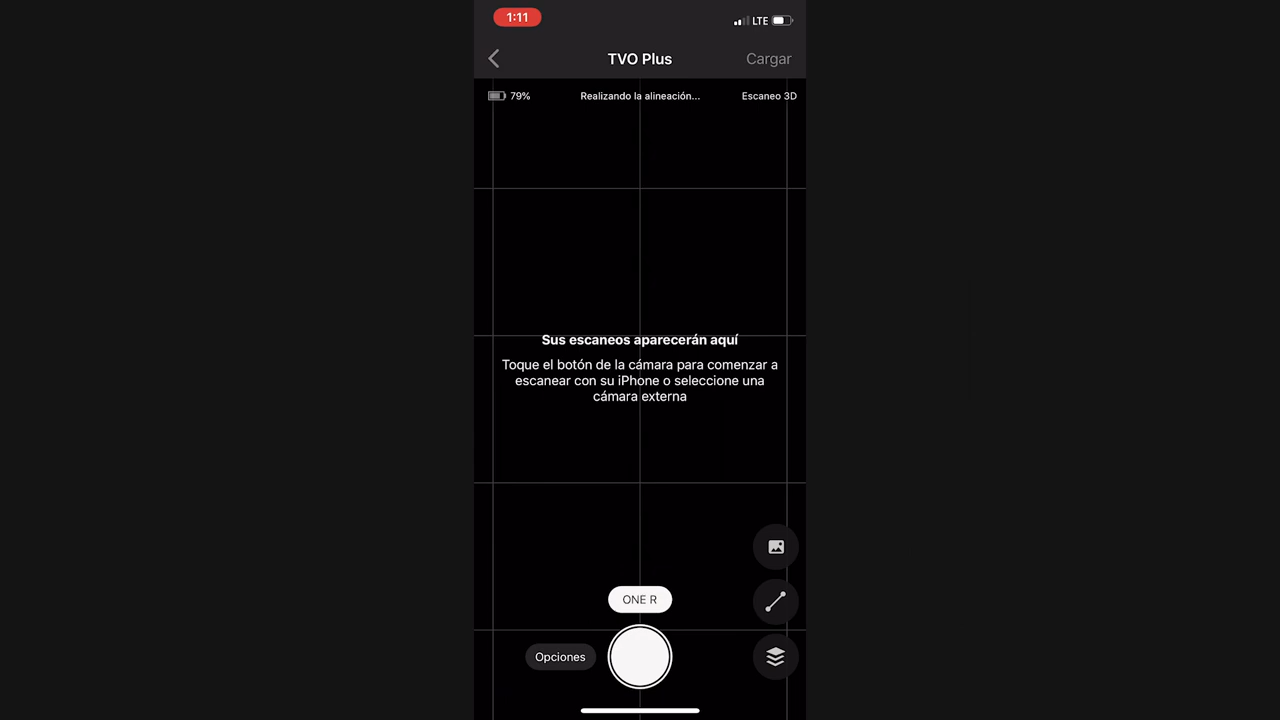 1:11
LTE
TVO Plus
Cargar
79%
Realizando la alineación...
Escaneo 3D
Sus escaneos aparecerán aquí
Toque el botón de la cámara para comenzar a
escanear con su iPhone o seleccione una
cámara externa
ONE R
Opciones